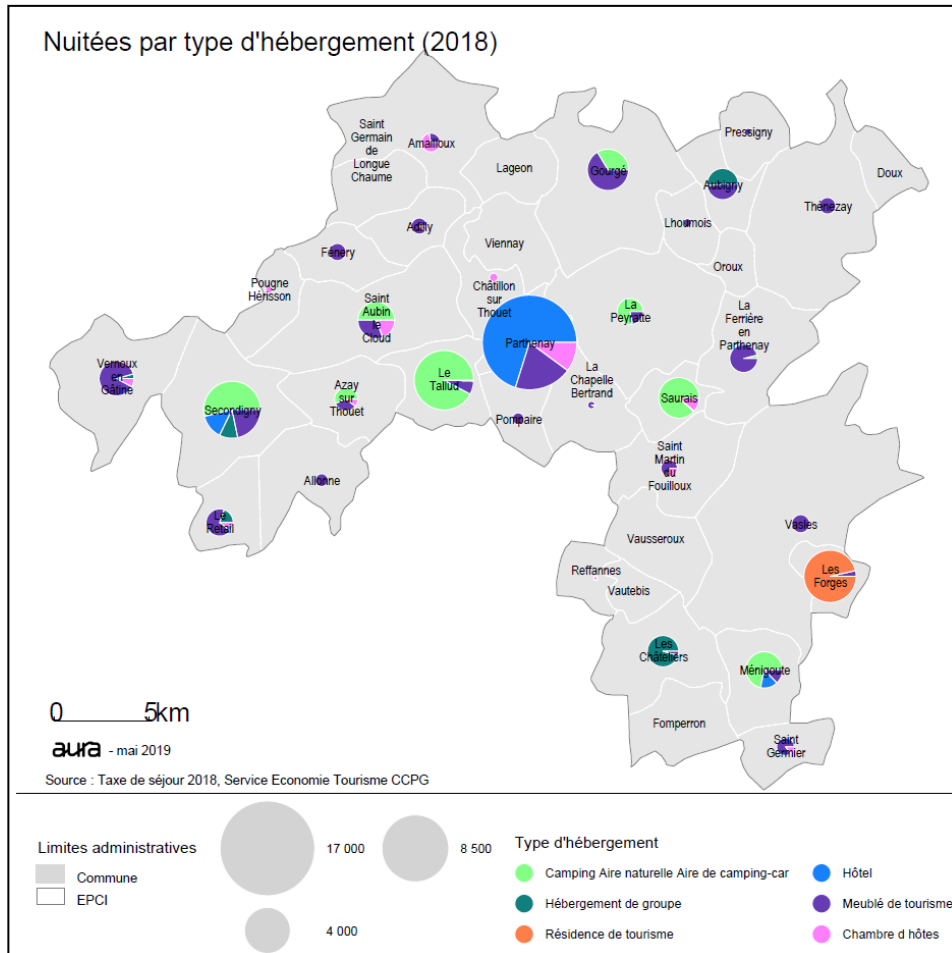 Nuitées par type d'hébergement (2018)
Saint
Germain
de
Longue
Chaume
Amailloux
Lageon
Gourgé
Pressigny
Aubigny
Doux
Thénezay
Lhoumois
Adilly
Viennay
Fénery
Oroux
Pougne
Hérisson
Châtillon
sur
Thouet
Saint
Aubin
le
Cloud
La
Peyratte
La
Ferrière
en
Parthenay
Parthenay
Vernoux
en
Gâtine
Le
Tallud
La
Chapelle
Bertrand
Azay
sur
Thouet
Saurais
Secondigny
Pompaire
Saint
Martin
du
Fouilloux
Allonne
Le
Retail
Vasles
Vausseroux
Les
Forges
Reffannes
Vautebis
Les
Châteliers
Ménigoute
Fomperron
Saint
Germier
0 5km
aura - mai 2019
Source : Taxe de séjour 2018, Service Economie Tourisme CCPG
Limites administratives
Commune
EPCI
17 000
8 500
4 000
Type d'hébergement
Camping Aire naturelle Aire de camping-car
Hébergement de groupe
Résidence de tourisme
Hôtel
Meublé de tourisme
Chambre d hôtes